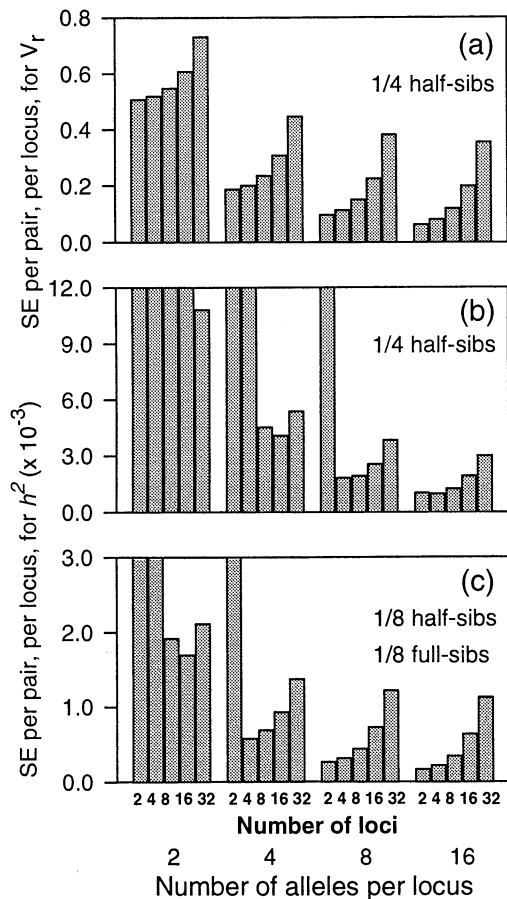 SE per pair, per locus, for V_r
(a)
1/4 half-sibs
0.8
0.6
0.4
0.2
0.0
SE per pair, per locus, for h² (x 10⁻³)
(b)
1/4 half-sibs
12.0
9.0
6.0
3.0
0.0
(c)
1/8 half-sibs
1/8 full-sibs
3.0
2.0
1.0
0.0
2 4 8 16 32 2 4 8 16 32 2 4 8 16 32 2 4 8 16 32
Number of loci
2 4 8 16
Number of alleles per locus